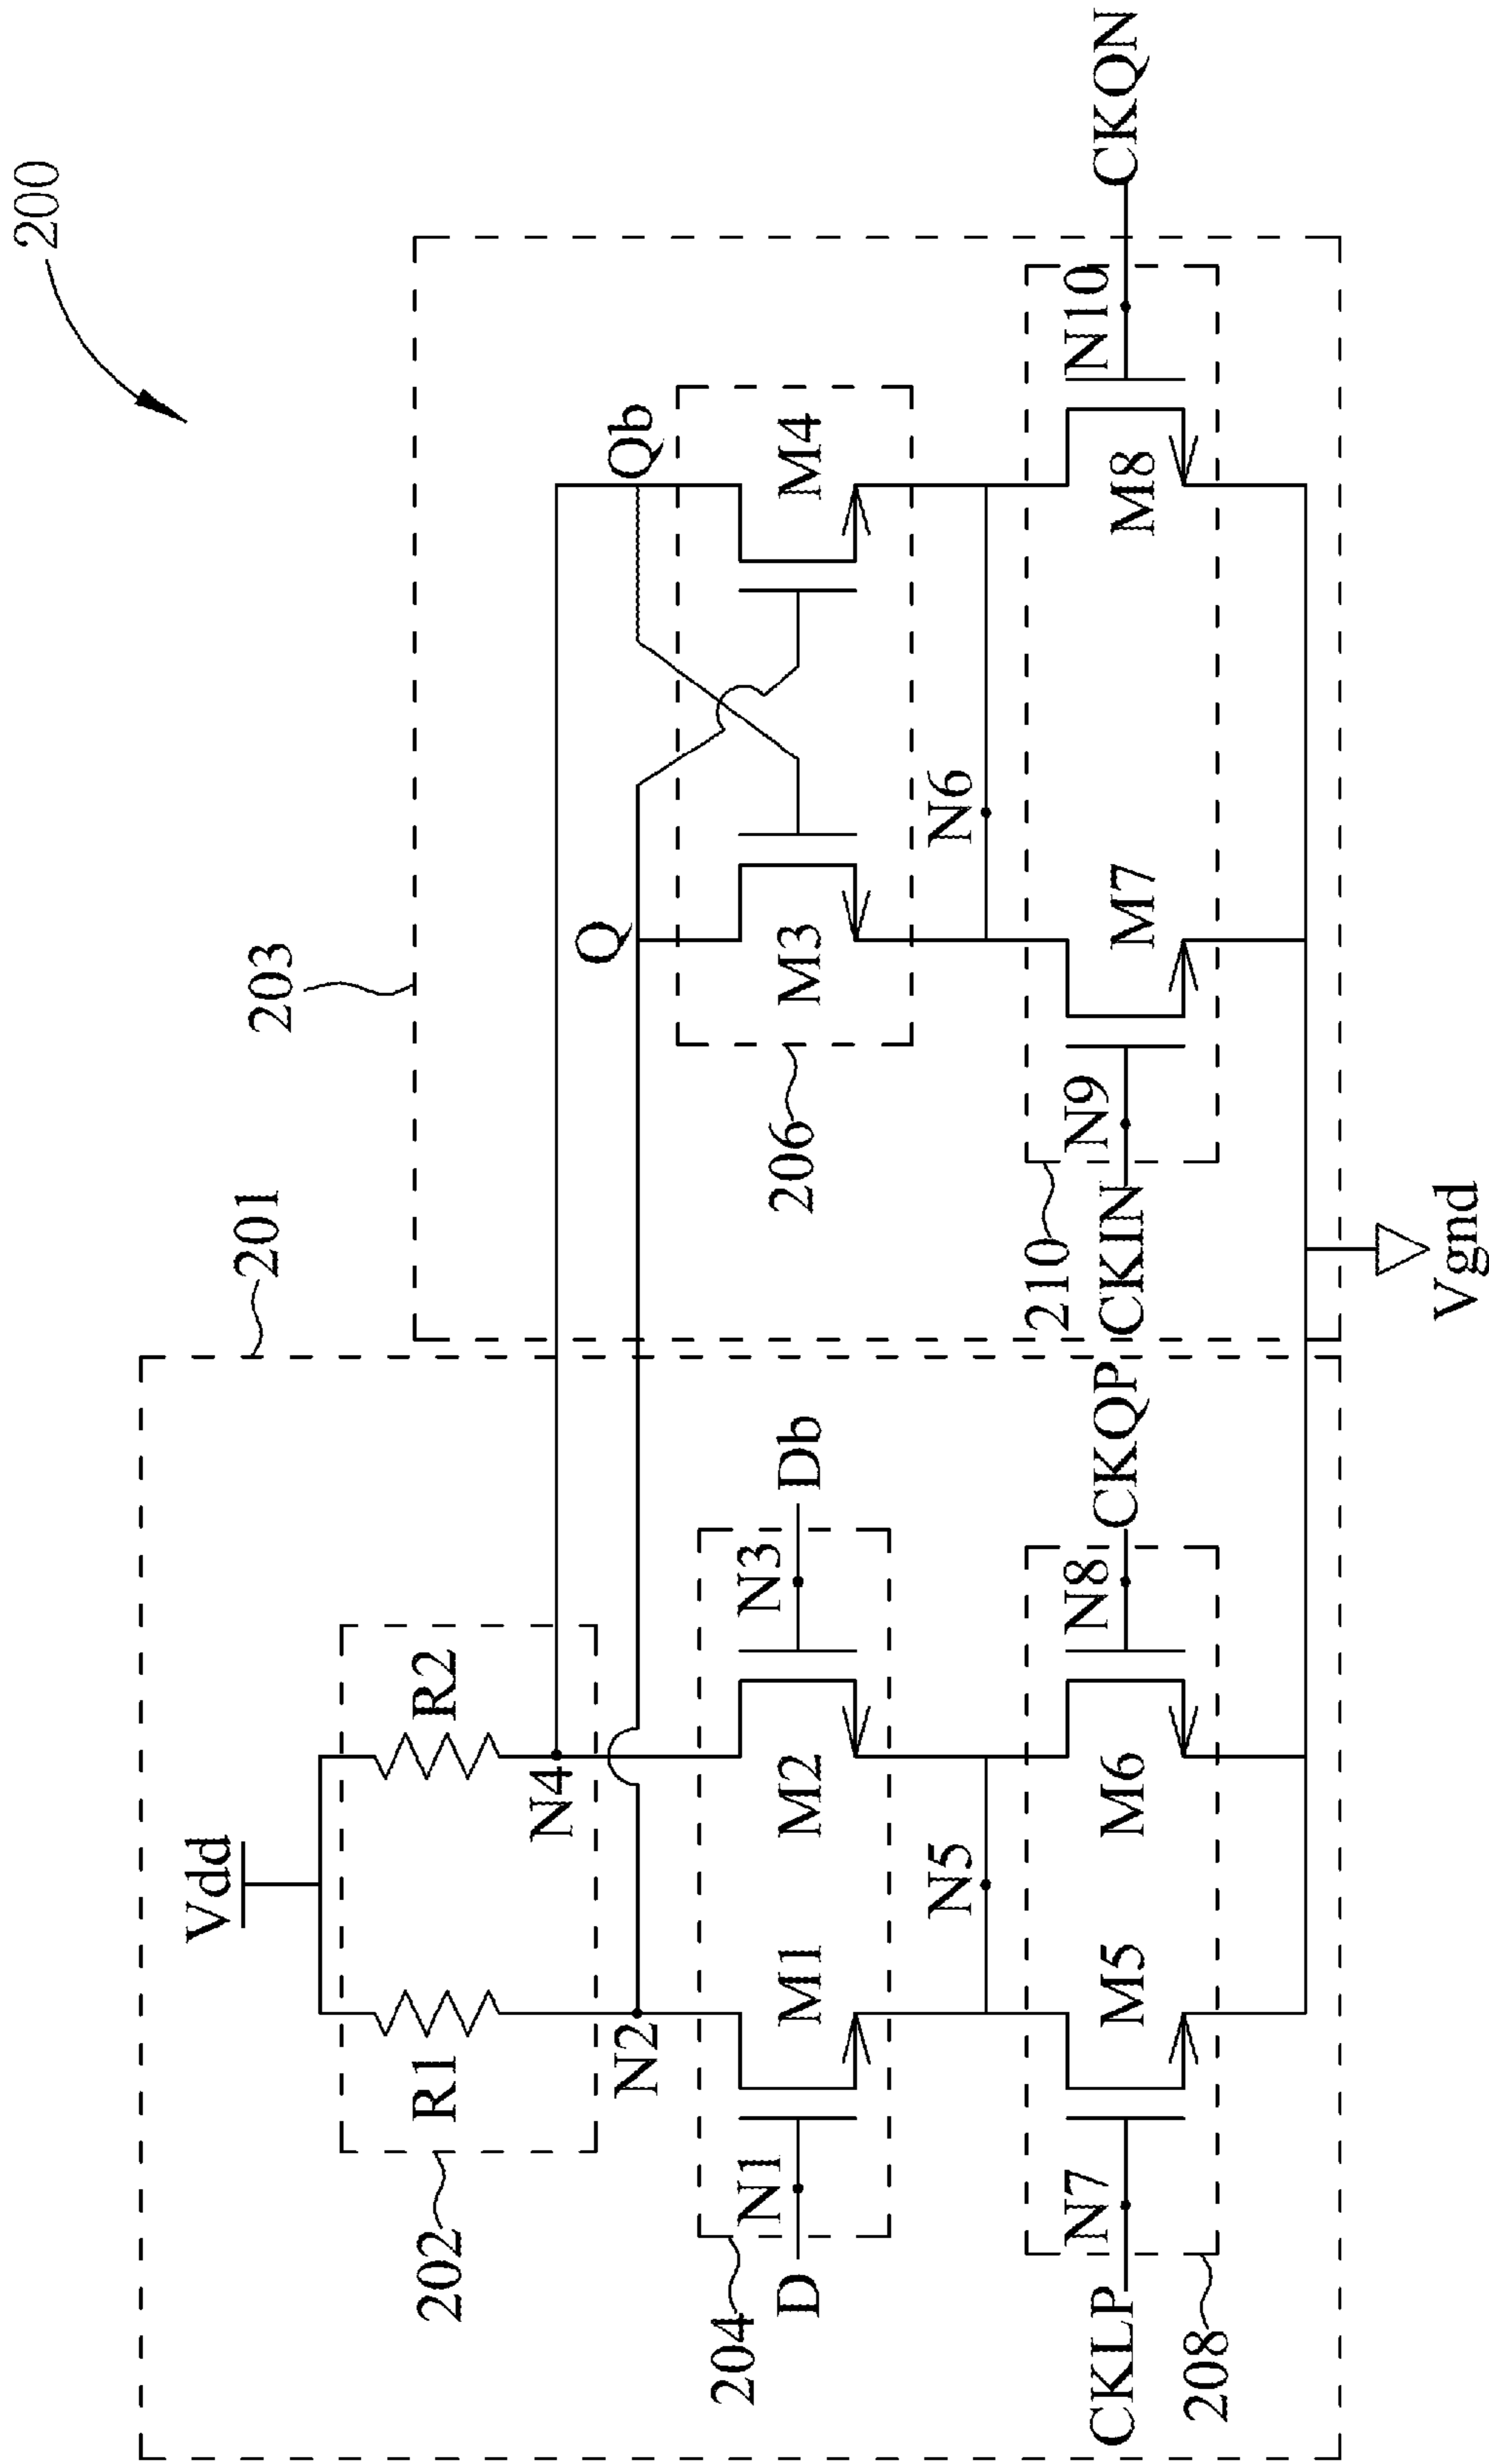 200
Vdd
201
203
202
R1
R2
N4
Q
Qb
N2
204
N1
N3
D
M1
M2
Db
206
M3
M4
N5
N6
210
N7
N8
N9
N10
CKLP
M5
M6
CKQP
CKIN
M7
M8
CKQN
208
Vgnd